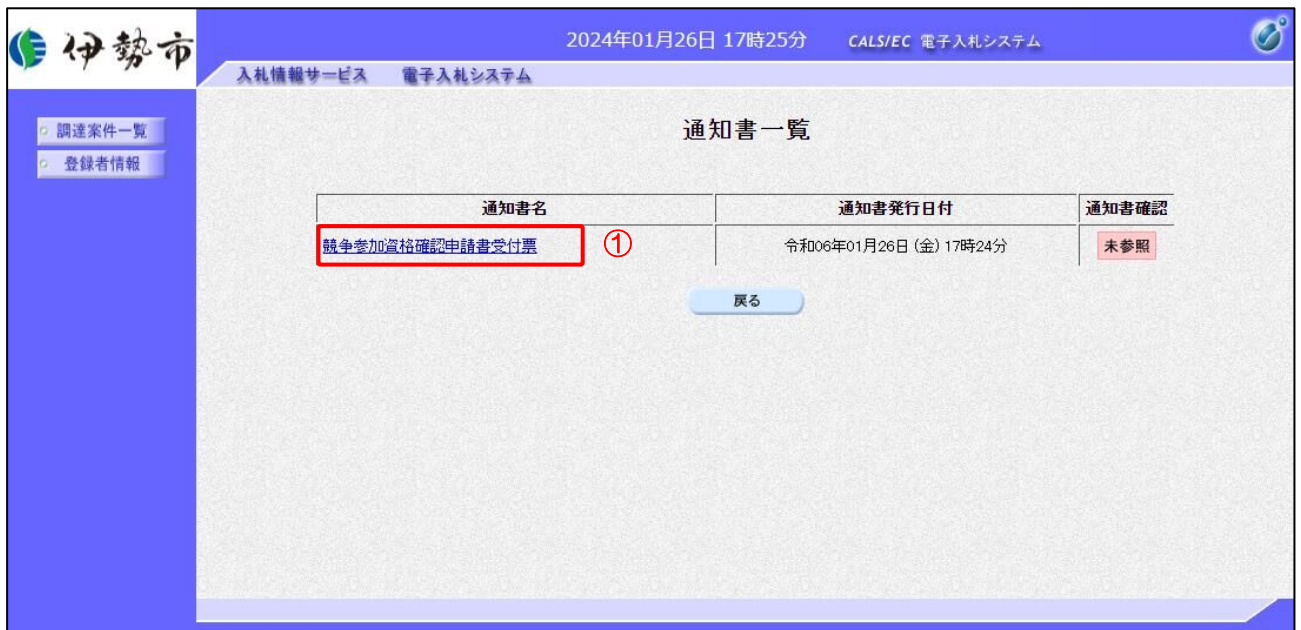 伊勢市
2024年01月26日 17時25分 CALS/EC 電子入札システム
入札情報サービス 電子入札システム
調達案件一覧
登録者情報
通知書一覧
通知書名 通知書発行日付 通知書確認
競争参加資格確認申請書受付票 ① 令和06年01月26日(金) 17時24分 未参照
戻る